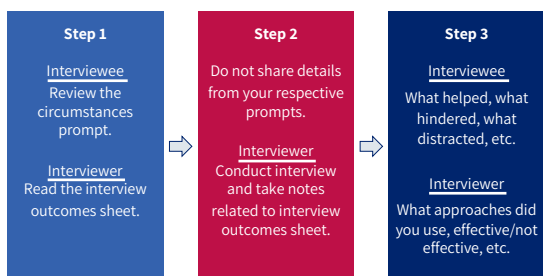 Step 1
Interviewee
Review the
circumstances
prompt.
Interviewer
Read the interview
outcomes sheet.
Step 2
Do not share details
from your respective
prompts.
Interviewer
Conduct interview
and take notes
related to interview
outcomes sheet.
Step 3
Interviewee
What helped, what
hindered, what
distracted, etc.
Interviewer
What approaches did
you use, effective/not
effective, etc.